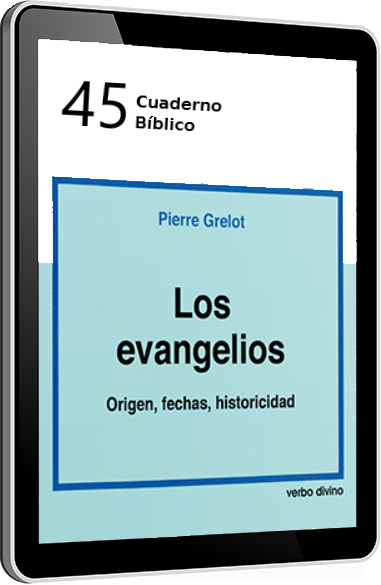 45 Cuaderno
Bíblico
Pierre Grelot
Los
evangelios
Origen, fechas, historicidad
verbo divino